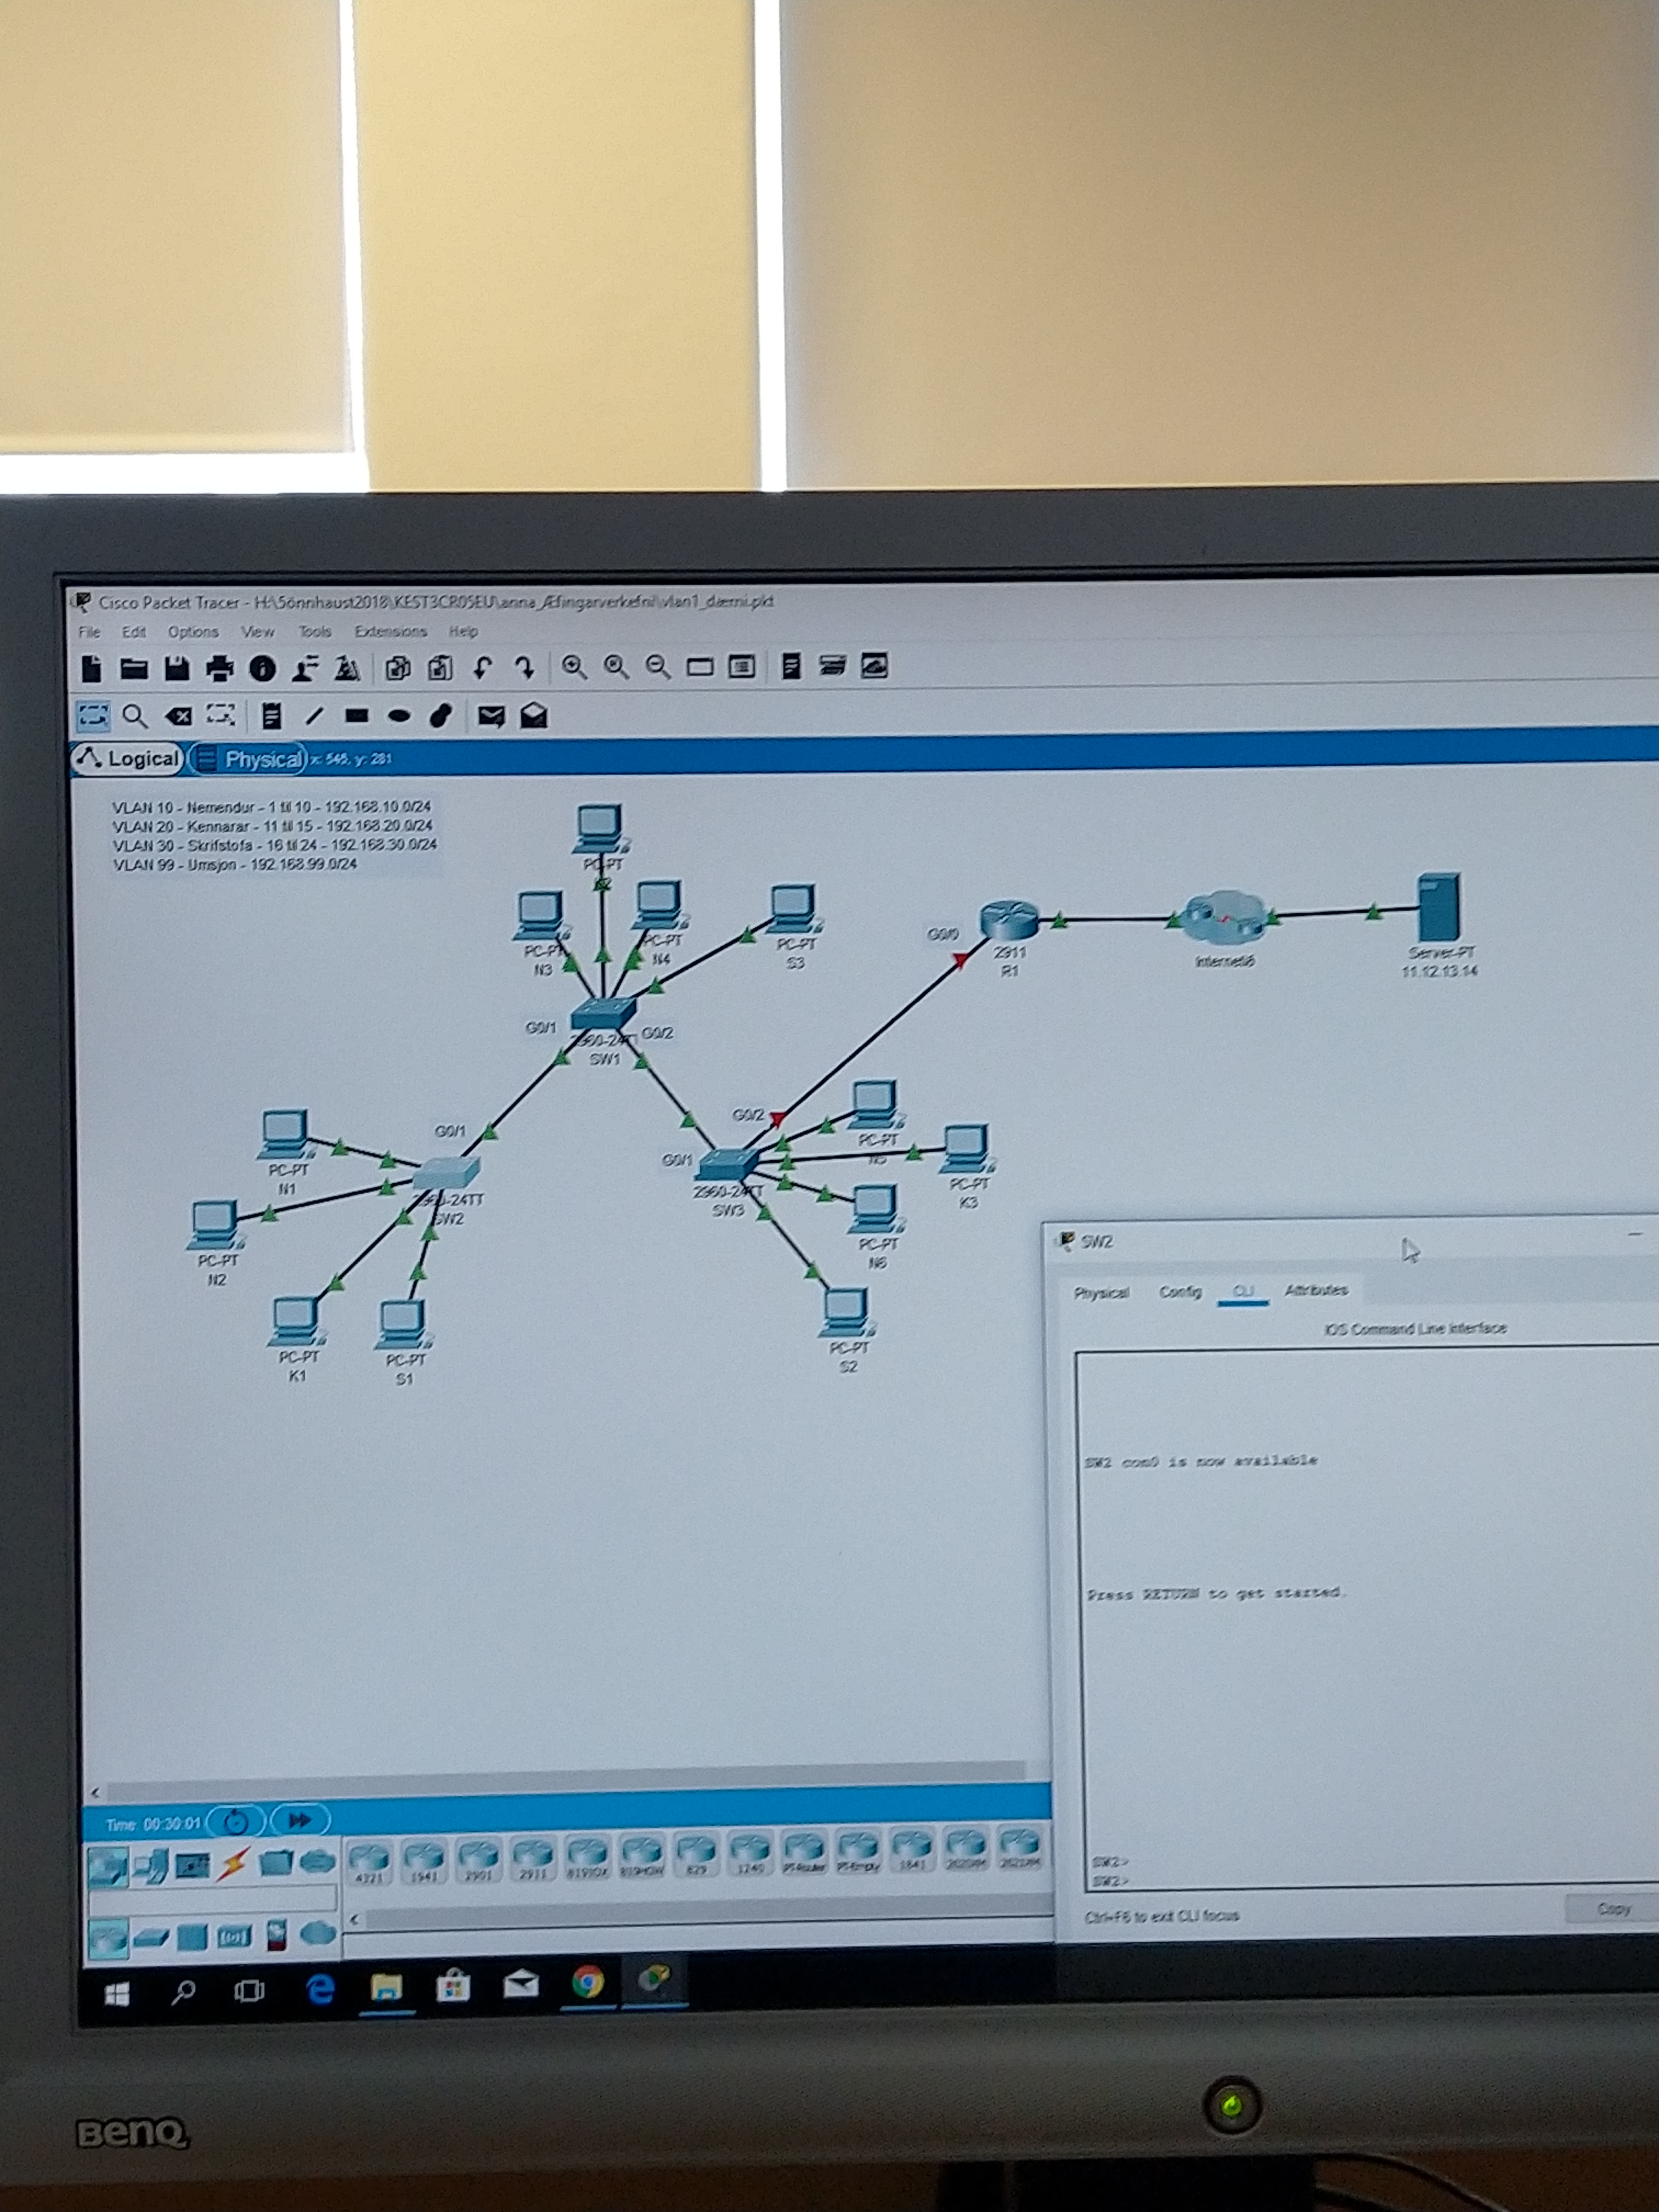 Cisco Packet Tracer - H:\5önnhaust2018\KEST3CR05EU\anna_Æfingarverkefni\vlan1_dæmi.pkt
File Edit Options View Tools Extensions Help
Logical Physical x: 545, y: 281
VLAN 10 - Nemendur - 1 til 10 - 192.168.10.0/24
VLAN 20 - Kennarar - 11 til 15 - 192.168.20.0/24
VLAN 30 - Skrifstofa - 16 til 24 - 192.168.30.0/24
VLAN 99 - Umsjon - 192.168.99.0/24
PC-PT
K2
PC-PT
N3
PC-PT
N4
PC-PT
S3
G0/1
G0/2
2960-24TT
SW1
G0/0
2911
R1
Server-PT
11.12.13.14
G0/1
PC-PT
N1
2960-24TT
SW2
PC-PT
N2
PC-PT
K1
PC-PT
S1
G0/2
G0/1
2960-24TT
SW3
PC-PT
N5
PC-PT
K3
PC-PT
N6
PC-PT
S2
SW2
Physical Config CLI Attributes
IOS Command Line Interface
SW2 con0 is now available
Press RETURN to get started.
SW2>
SW2>
Ctrl+F6 to exit CLI focus
Copy
Time: 00:30:01
4321 1941 2901 2911 819IOX 819HGW 829 1240 PT-Router PT-Empty 1841
BenQ